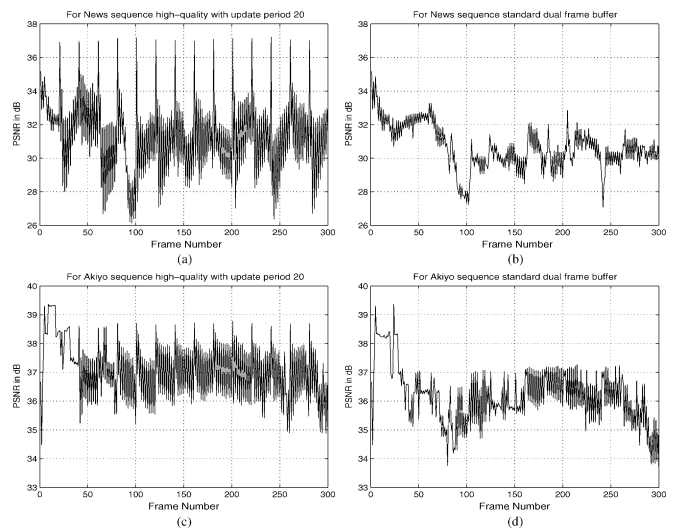 For News sequence high-quality with update period 20
38
36
34
32
30
28
26
PSNR in dB
0 50 100 150 200 250 300
Frame Number
(a)
For News sequence standard dual frame buffer
38
36
34
32
30
28
26
PSNR in dB
0 50 100 150 200 250 300
Frame Number
(b)
For Akiyo sequence high-quality with update period 20
40
39
38
37
36
35
34
33
PSNR in dB
0 50 100 150 200 250 300
Frame Number
(c)
For Akiyo sequence standard dual frame buffer
40
39
38
37
36
35
34
33
PSNR in dB
0 50 100 150 200 250 300
Frame Number
(d)